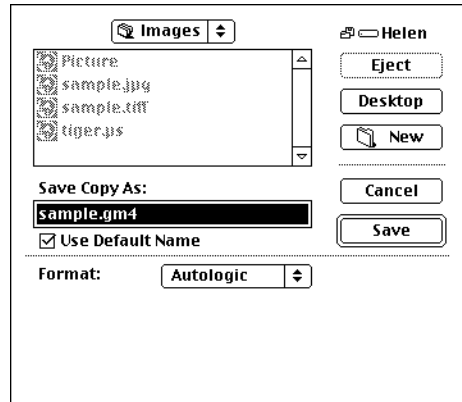 Images
Helen
Picture
sample.jpg
sample.tiff
tiger.ps
Eject
Desktop
New
Save Copy As:
sample.gm4
Use Default Name
Cancel
Save
Format:
Autologic